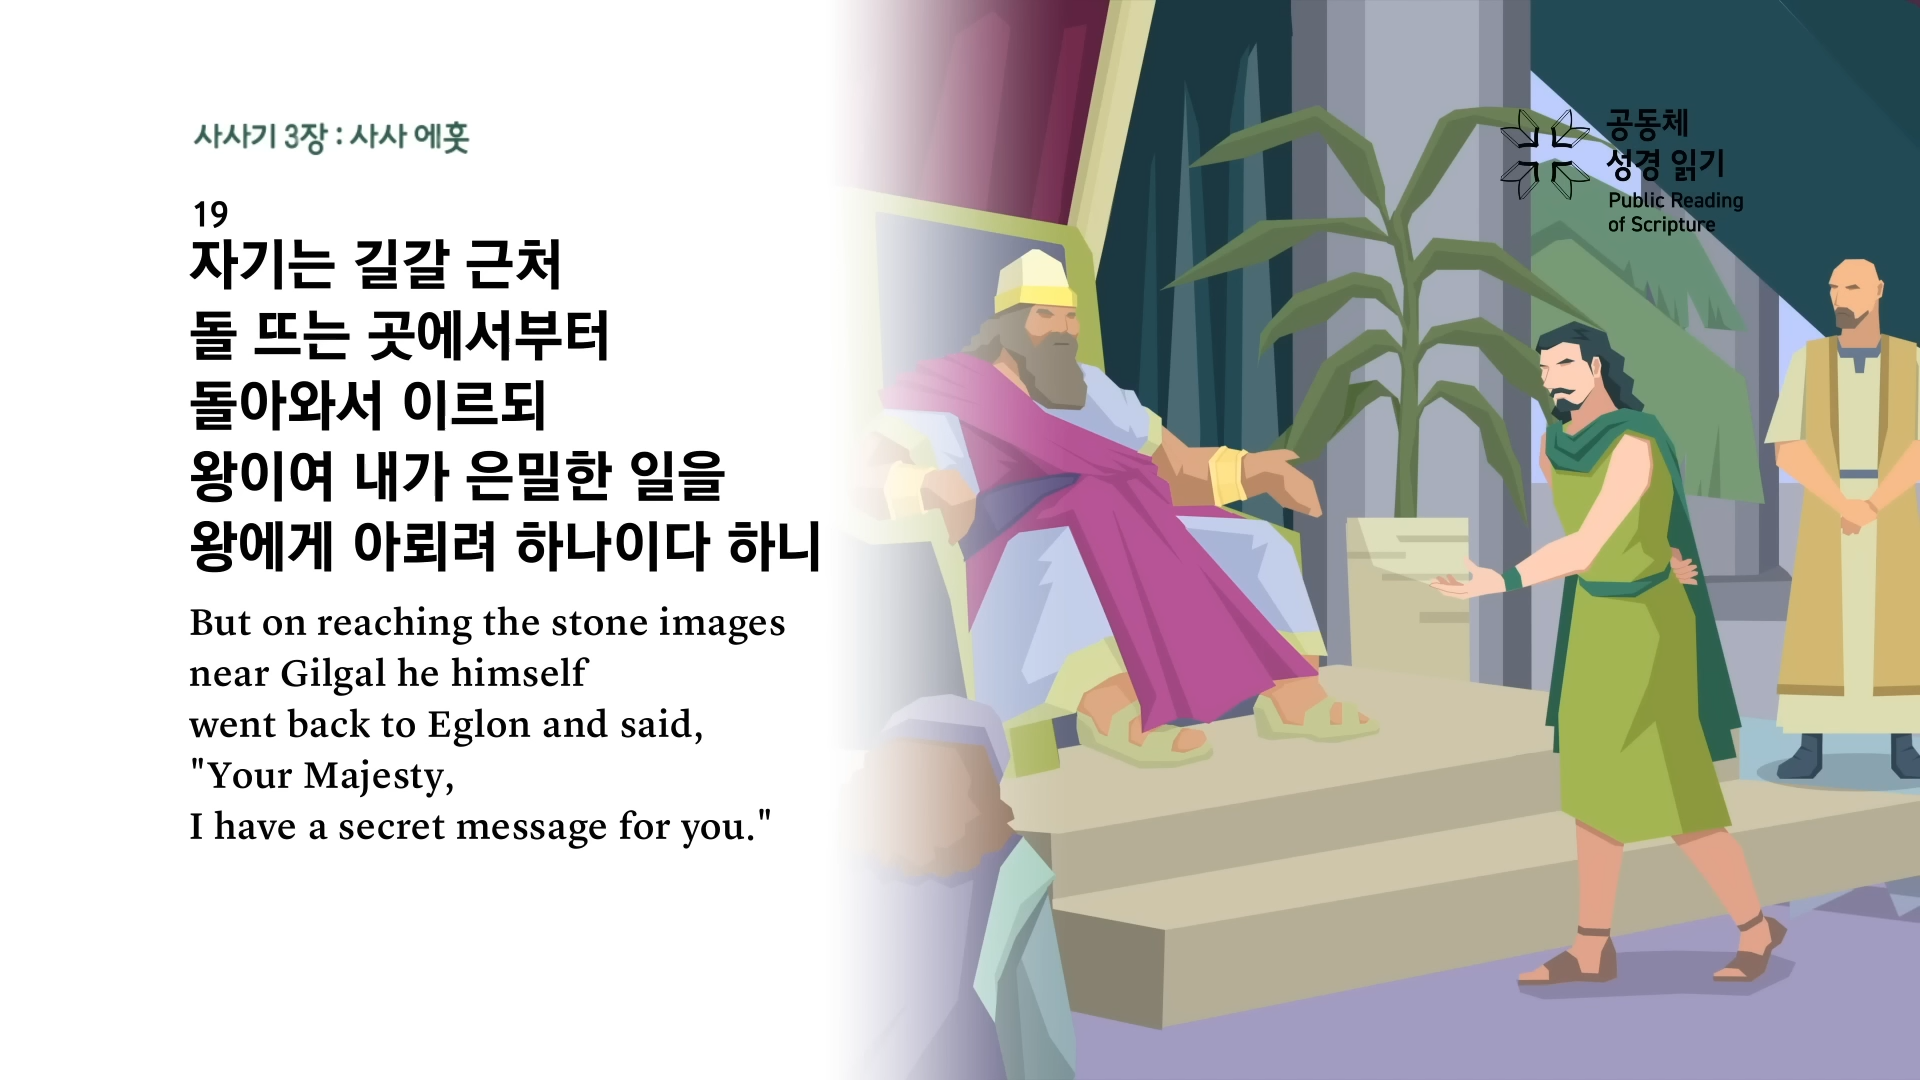 사사기 3장 : 사사 에훗
19
자기는 길갈 근처
돌 뜨는 곳에서부터
돌아와서 이르되
왕이여 내가 은밀한 일을
왕에게 아뢰려 하나이다 하니
But on reaching the stone images
near Gilgal he himself
went back to Eglon and said,
"Your Majesty,
I have a secret message for you."
공동체
성경 읽기
Public Reading
of Scripture